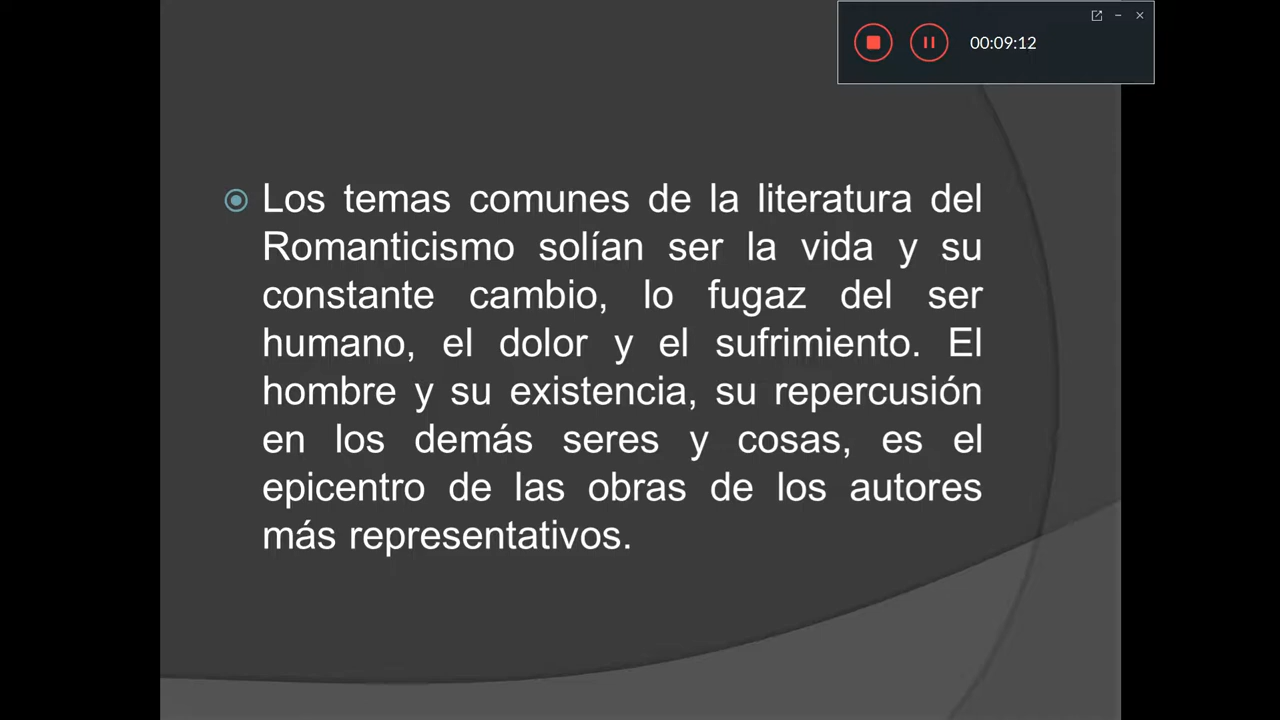 00:09:12
Los temas comunes de la literatura del
Romanticismo solían ser la vida y su
constante cambio, lo fugaz del ser
humano, el dolor y el sufrimiento. El
hombre y su existencia, su repercusión
en los demás seres y cosas, es el
epicentro de las obras de los autores
más representativos.